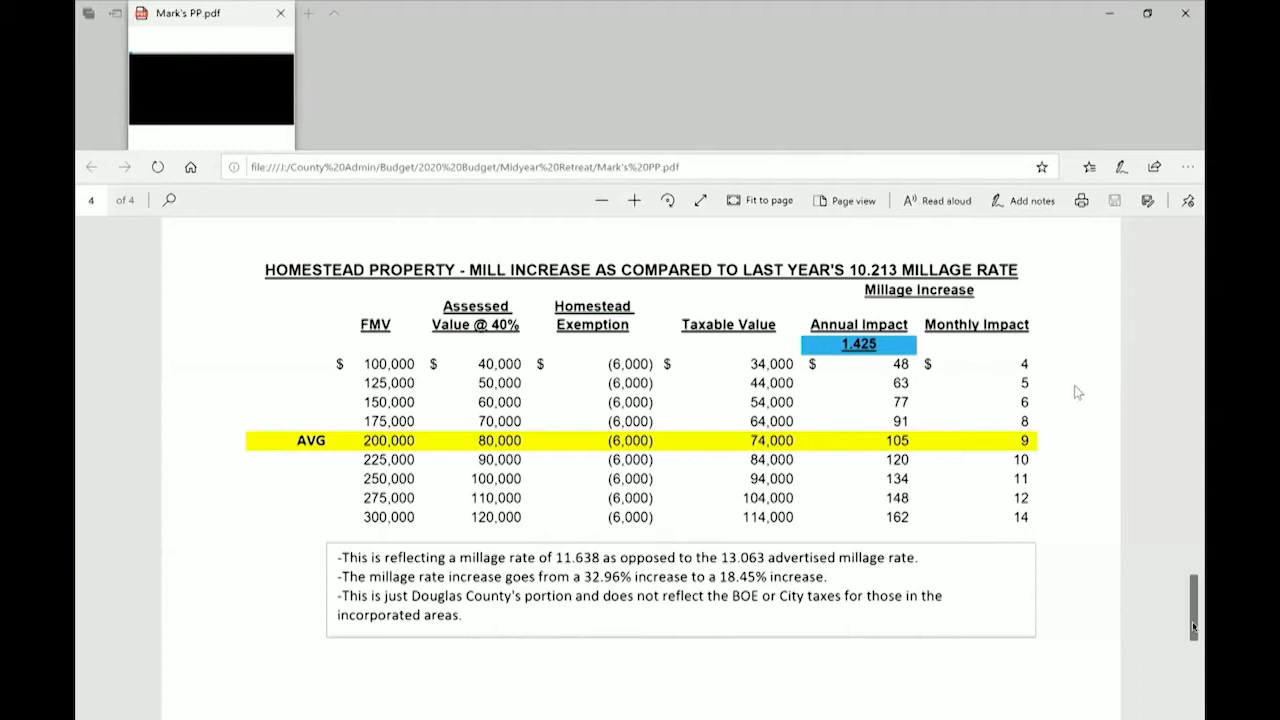 Mark's PP.pdf
file:///J:/County%20Admin/Budget/2020%20Budget/Midyear%20Retreat/Mark's%20PP.pdf
4 of 4 Fit to page Page view Read aloud Add notes
HOMESTEAD PROPERTY - MILL INCREASE AS COMPARED TO LAST YEAR'S 10.213 MILLAGE RATE
Millage Increase
Assessed Homestead
FMV Value @ 40% Exemption Taxable Value Annual Impact Monthly Impact
1.425
$ 100,000 $ 40,000 $ (6,000) $ 34,000 $ 48 $ 4
125,000 50,000 (6,000) 44,000 63 5
150,000 60,000 (6,000) 54,000 77 6
175,000 70,000 (6,000) 64,000 91 8
AVG 200,000 80,000 (6,000) 74,000 105 9
225,000 90,000 (6,000) 84,000 120 10
250,000 100,000 (6,000) 94,000 134 11
275,000 110,000 (6,000) 104,000 148 12
300,000 120,000 (6,000) 114,000 162 14
-This is reflecting a millage rate of 11.638 as opposed to the 13.063 advertised millage rate.
-The millage rate increase goes from a 32.96% increase to a 18.45% increase.
-This is just Douglas County's portion and does not reflect the BOE or City taxes for those in the
incorporated areas.